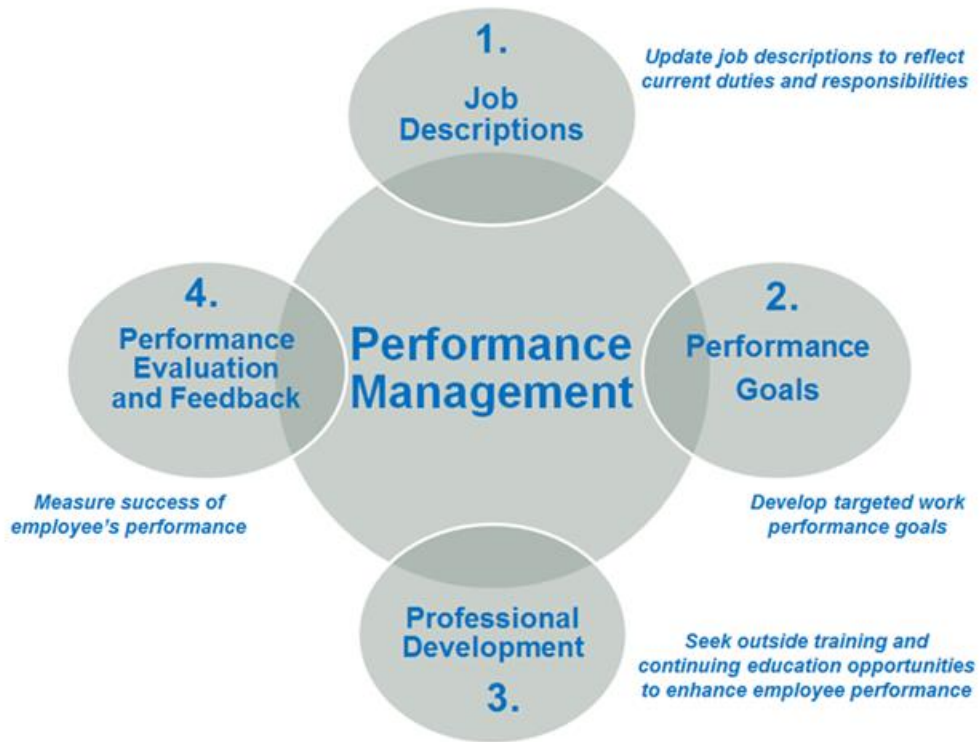 1.
Job
Descriptions
Update job descriptions to reflect
current duties and responsibilities
Performance
Management
2.
Performance
Goals
Develop targeted work
performance goals
Professional
Development
3.
Seek outside training and
continuing education opportunities
to enhance employee performance
4.
Performance
Evaluation
and Feedback
Measure success of
employee’s performance